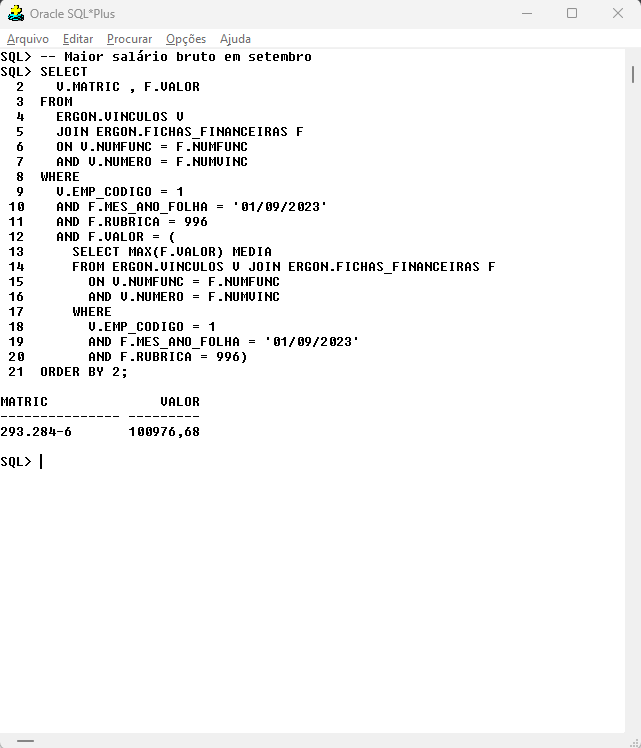 Oracle SQL*Plus
Arquivo Editar Procurar Opções Ajuda
SQL> -- Maior salário bruto em setembro
SQL> SELECT
  2    V.MATRIC , F.VALOR
  3  FROM
  4    ERGON.VINCULOS V
  5    JOIN ERGON.FICHAS_FINANCEIRAS F
  6    ON V.NUMFUNC = F.NUMFUNC
  7    AND V.NUMERO = F.NUMVINC
  8  WHERE
  9    V.EMP_CODIGO = 1
 10    AND F.MES_ANO_FOLHA = '01/09/2023'
 11    AND F.RUBRICA = 996
 12    AND F.VALOR = (
 13      SELECT MAX(F.VALOR) MEDIA
 14      FROM ERGON.VINCULOS V JOIN ERGON.FICHAS_FINANCEIRAS F
 15        ON V.NUMFUNC = F.NUMFUNC
 16        AND V.NUMERO = F.NUMVINC
 17      WHERE
 18        V.EMP_CODIGO = 1
 19        AND F.MES_ANO_FOLHA = '01/09/2023'
 20        AND F.RUBRICA = 996)
 21  ORDER BY 2;
MATRIC              VALOR
--------------- ---------
293.284-6       100976,68
SQL>